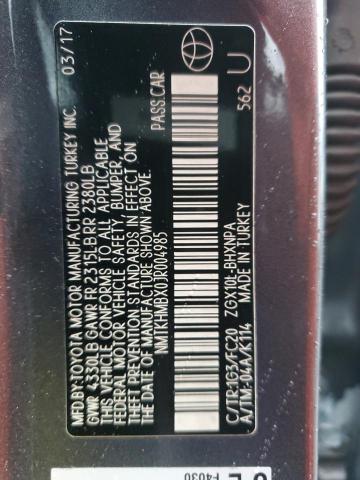 MFD BY: TOYOTA MOTOR MANUFACTURING TURKEY INC. 03/17
GVWR 4330LB GAWR FR 2315LB RR 2380LB
THIS VEHICLE CONFORMS TO ALL APPLICABLE
FEDERAL MOTOR VEHICLE SAFETY, BUMPER, AND
THEFT PREVENTION STANDARDS IN EFFECT ON
THE DATE OF MANUFACTURE SHOWN ABOVE.
NMTKHMBX0JR004985 PASS.CAR
562 U
C/TR:1G3/FC20 ZGX10L-BHXNPA
A/TM:-04A/K114 MADE IN TURKEY
F4030